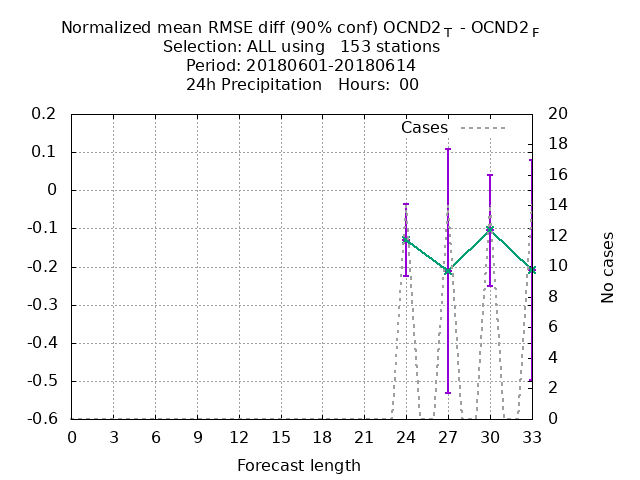 Normalized mean RMSE diff (90% conf) OCND2 T - OCND2 F
Selection: ALL using 153 stations
Period: 20180601-20180614
24h Precipitation Hours: 00
Cases
0.2
0.1
0
-0.1
-0.2
-0.3
-0.4
-0.5
-0.6
20
18
16
14
12
10
8
6
4
2
0
No cases
0 3 6 9 12 15 18 21 24 27 30 33
Forecast length